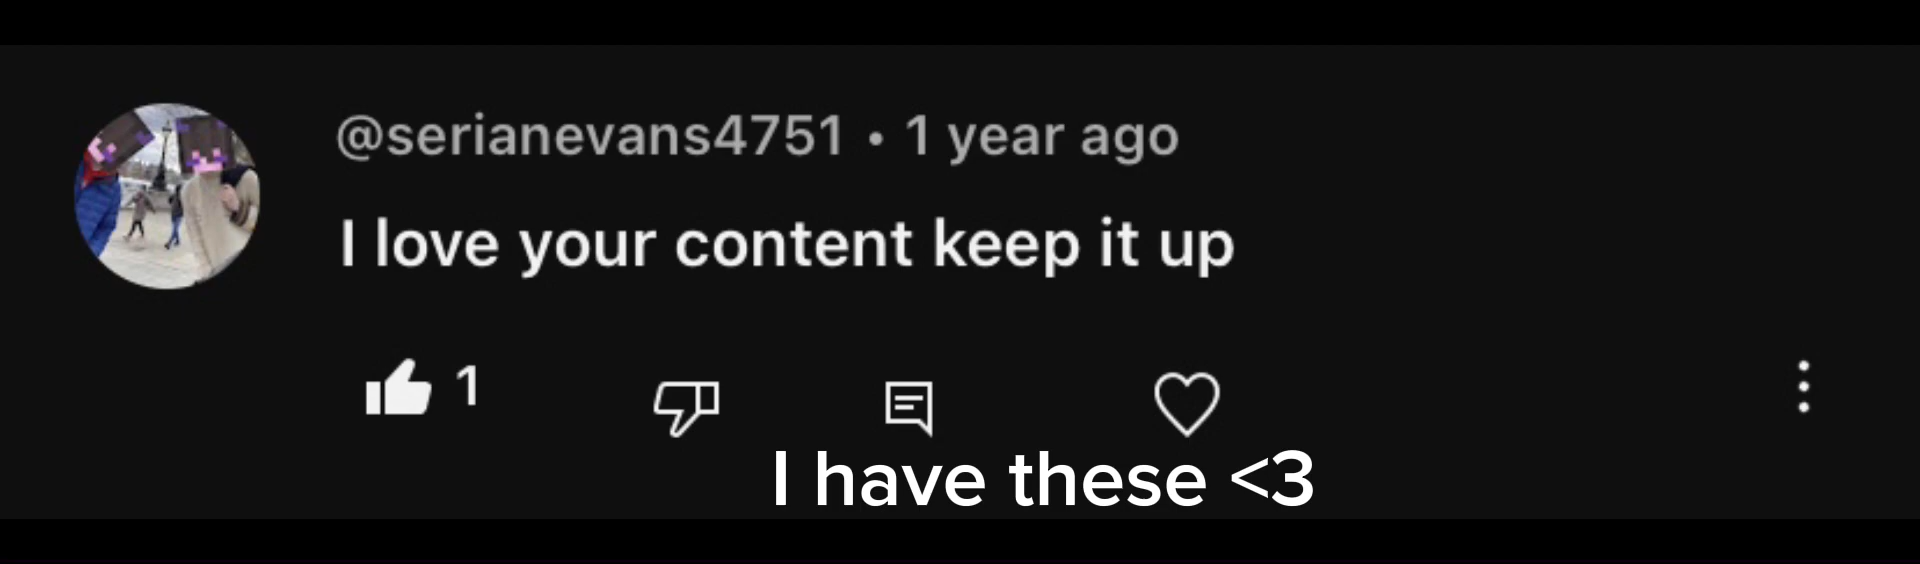 @serianevans4751 • 1 year ago
I love your content keep it up
1
I have these <3